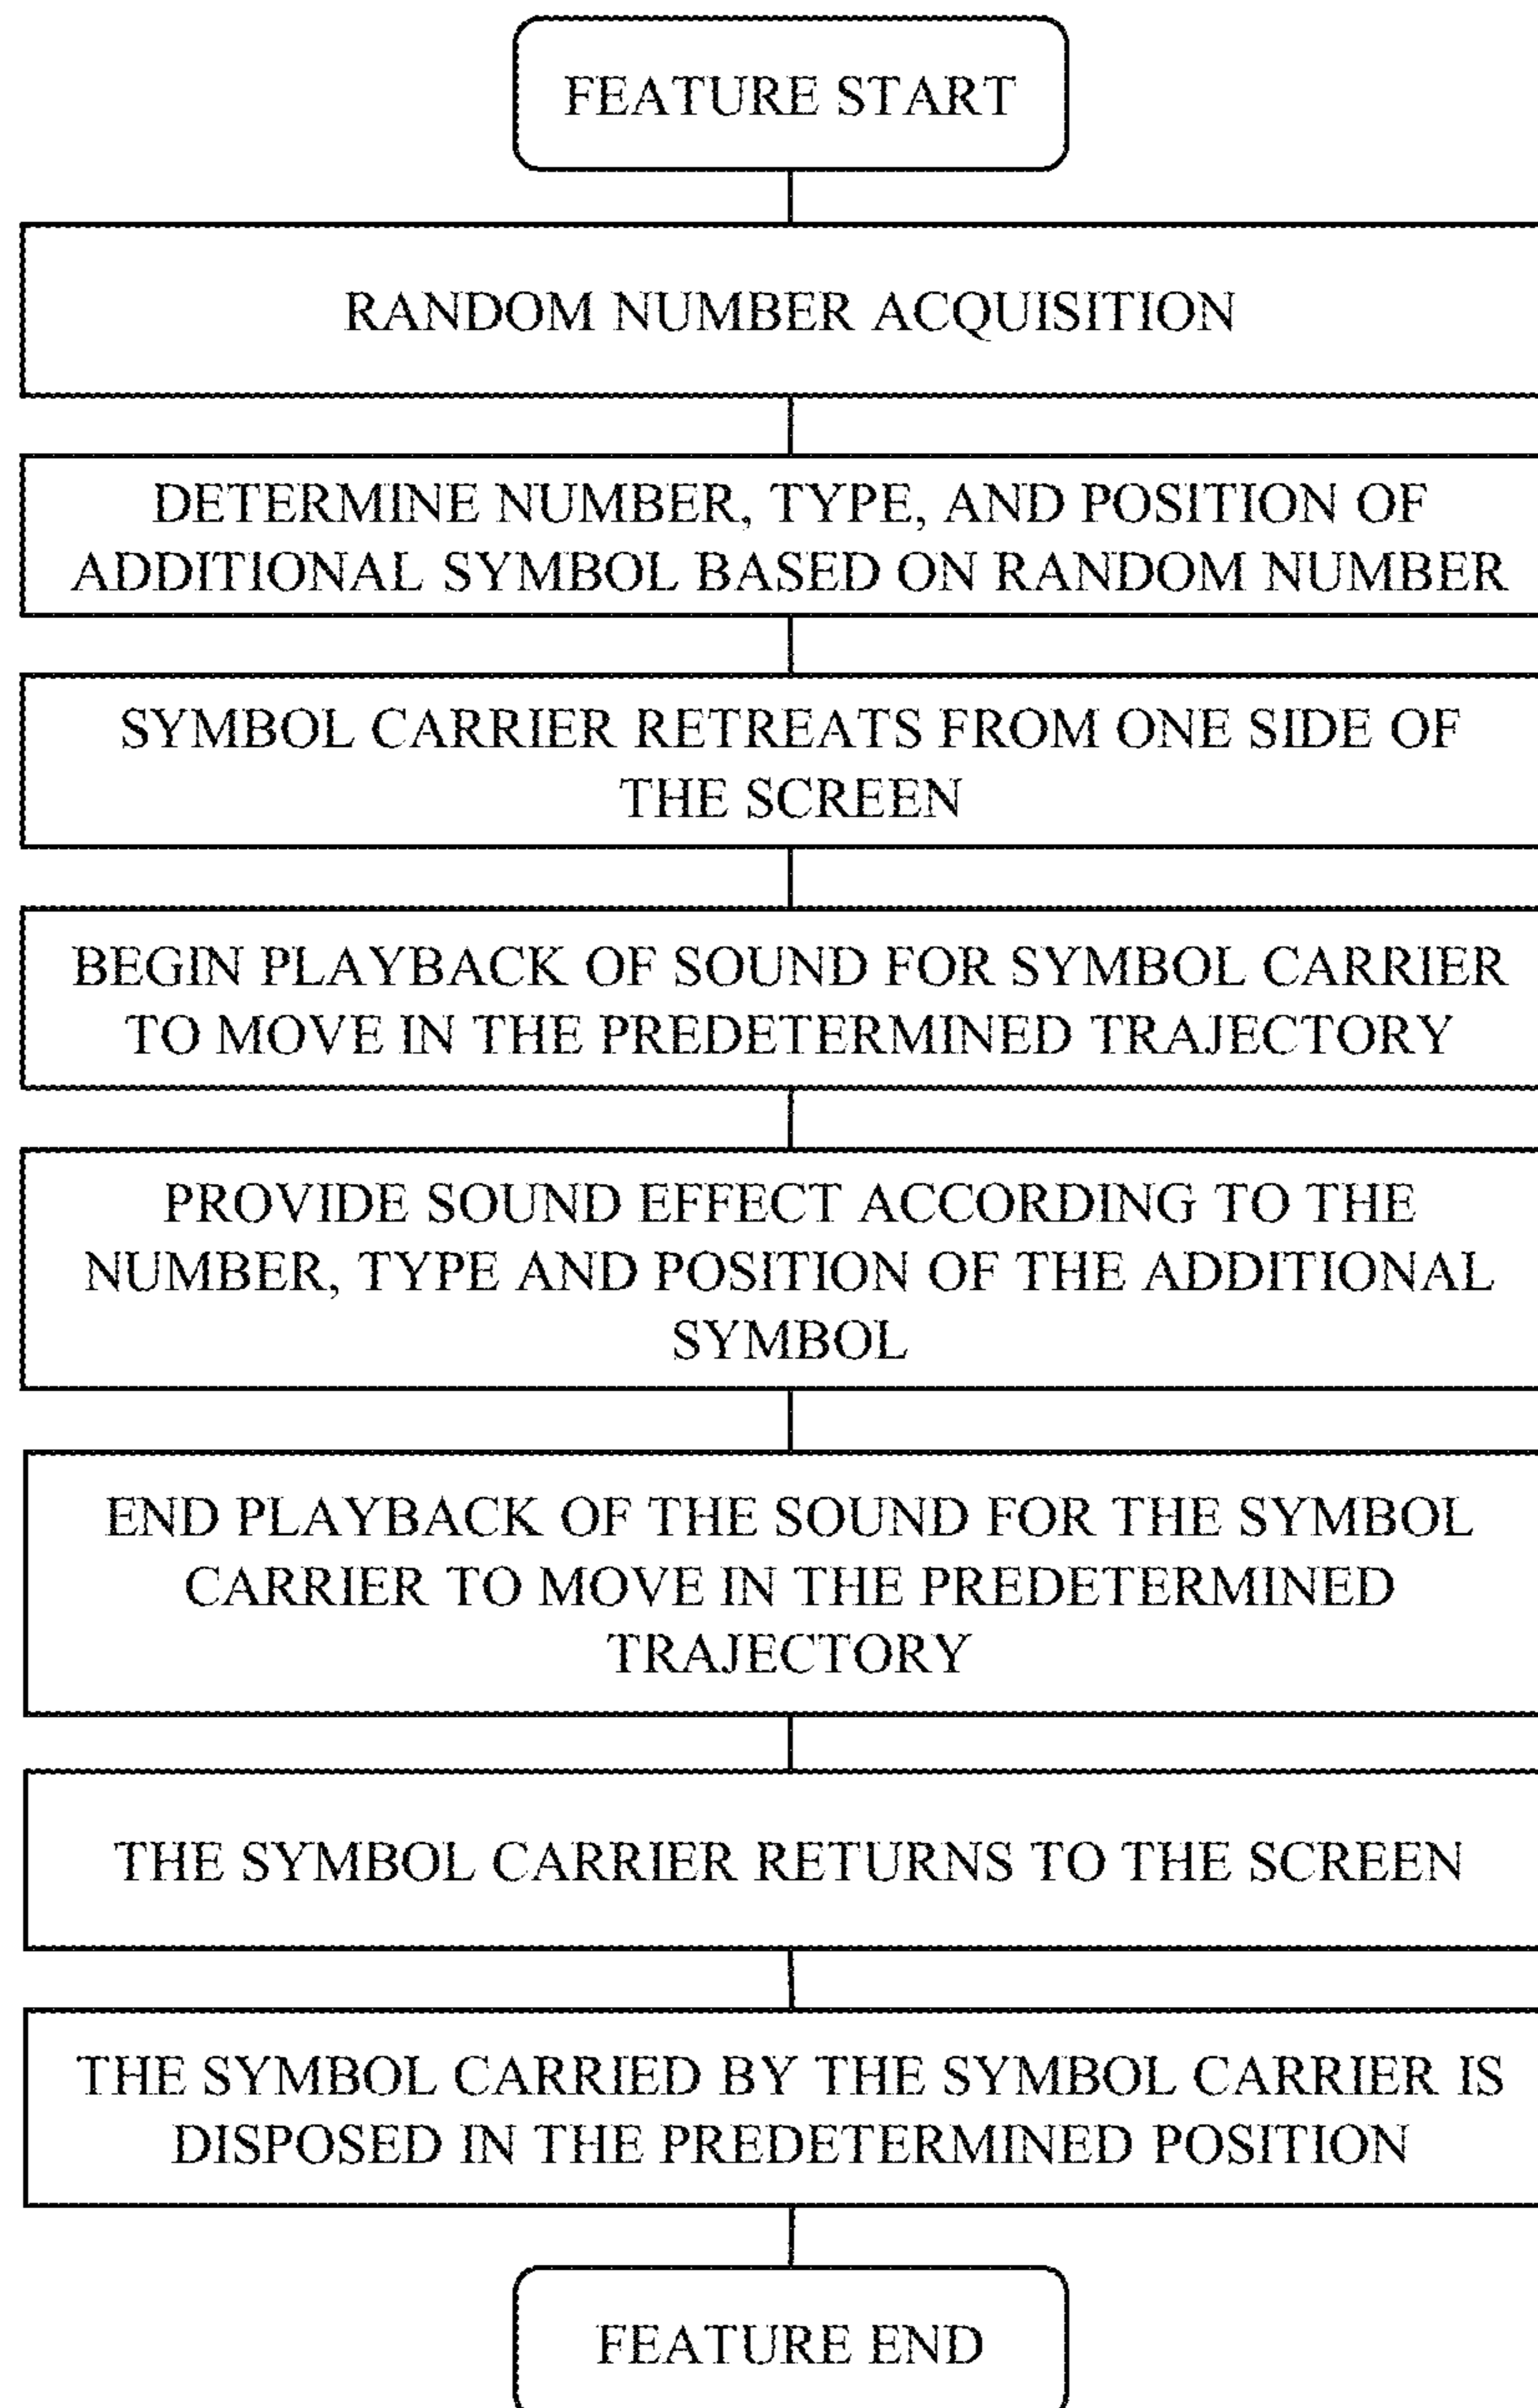 FEATURE START
RANDOM NUMBER ACQUISITION
DETERMINE NUMBER, TYPE, AND POSITION OF
ADDITIONAL SYMBOL BASED ON RANDOM NUMBER
SYMBOL CARRIER RETREATS FROM ONE SIDE OF
THE SCREEN
BEGIN PLAYBACK OF SOUND FOR SYMBOL CARRIER
TO MOVE IN THE PREDETERMINED TRAJECTORY
PROVIDE SOUND EFFECT ACCORDING TO THE
NUMBER, TYPE AND POSITION OF THE ADDITIONAL
SYMBOL
END PLAYBACK OF THE SOUND FOR THE SYMBOL
CARRIER TO MOVE IN THE PREDETERMINED
TRAJECTORY
THE SYMBOL CARRIER RETURNS TO THE SCREEN
THE SYMBOL CARRIED BY THE SYMBOL CARRIER IS
DISPOSED IN THE PREDETERMINED POSITION
FEATURE END